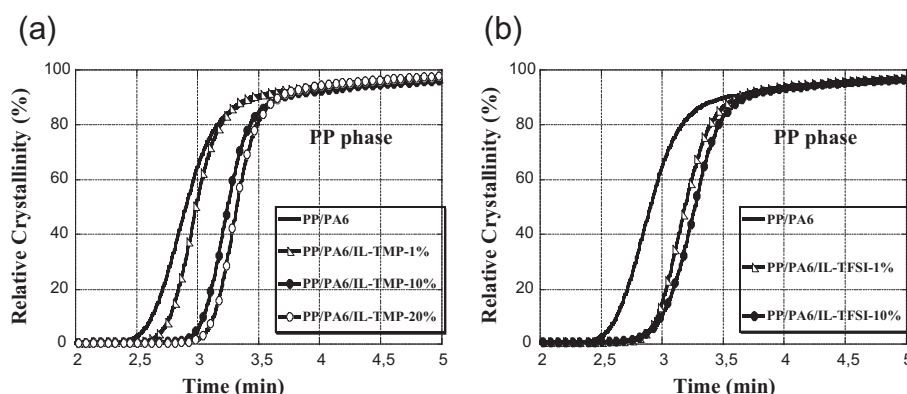 (a)
Relative Crystallinity (%)
100
80
60
40
20
0
PP phase
PP/PA6
PP/PA6/IL-TMP-1%
PP/PA6/IL-TMP-10%
PP/PA6/IL-TMP-20%
2 2,5 3 3,5 4 4,5 5
Time (min)
(b)
Relative Crystallinity (%)
100
80
60
40
20
0
PP phase
PP/PA6
PP/PA6/IL-TFSI-1%
PP/PA6/IL-TFSI-10%
2 2,5 3 3,5 4 4,5 5
Time (min)